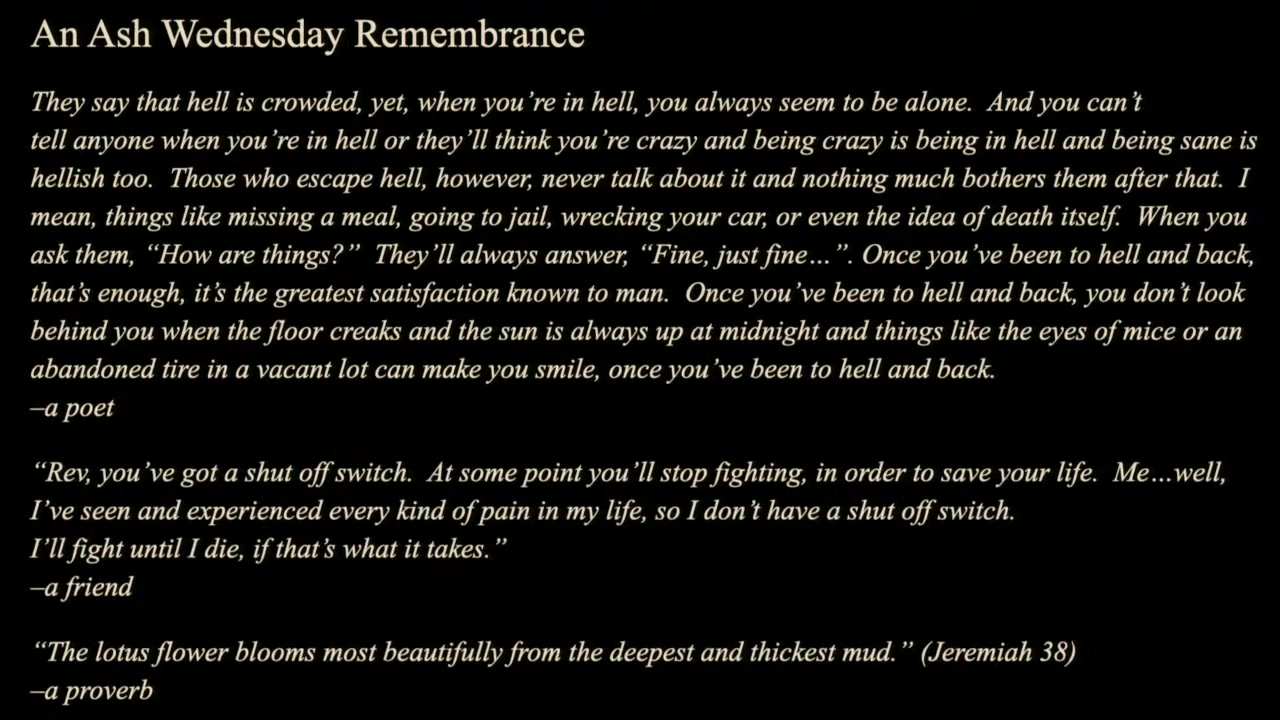 An Ash Wednesday Remembrance
They say that hell is crowded, yet, when you’re in hell, you always seem to be alone.  And you can’t
tell anyone when you’re in hell or they’ll think you’re crazy and being crazy is being in hell and being sane is
hellish too.  Those who escape hell, however, never talk about it and nothing much bothers them after that.  I
mean, things like missing a meal, going to jail, wrecking your car, or even the idea of death itself.  When you
ask them, “How are things?”  They’ll always answer, “Fine, just fine…”. Once you’ve been to hell and back,
that’s enough, it’s the greatest satisfaction known to man.  Once you’ve been to hell and back, you don’t look
behind you when the floor creaks and the sun is always up at midnight and things like the eyes of mice or an
abandoned tire in a vacant lot can make you smile, once you’ve been to hell and back.
–a poet
“Rev, you’ve got a shut off switch.  At some point you’ll stop fighting, in order to save your life.  Me…well,
I’ve seen and experienced every kind of pain in my life, so I don’t have a shut off switch.
I’ll fight until I die, if that’s what it takes.”
–a friend
“The lotus flower blooms most beautifully from the deepest and thickest mud.” (Jeremiah 38)
–a proverb